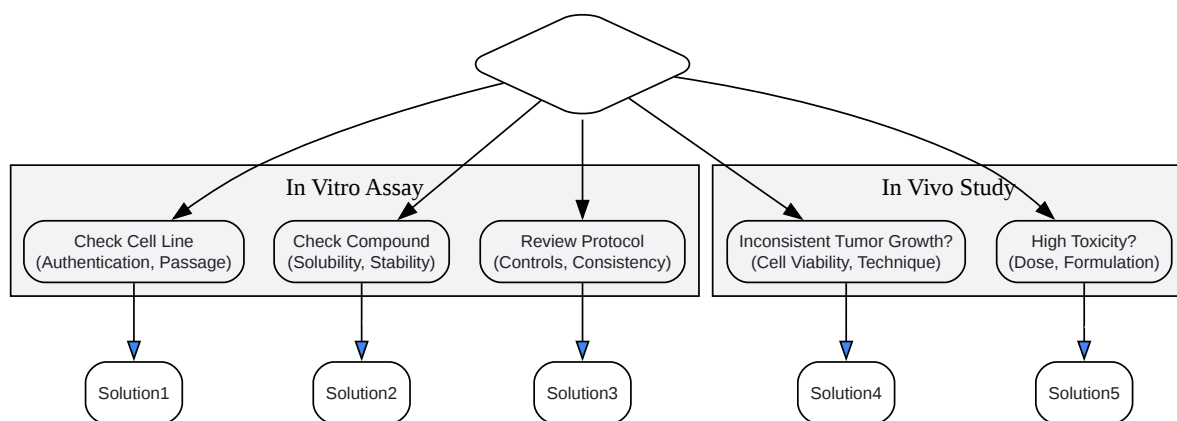 In Vitro Assay
In Vivo Study
Check Cell Line
(Authentication, Passage)
Check Compound
(Solubility, Stability)
Review Protocol
(Controls, Consistency)
Inconsistent Tumor Growth?
(Cell Viability, Technique)
High Toxicity?
(Dose, Formulation)
Solution1
Solution2
Solution3
Solution4
Solution5